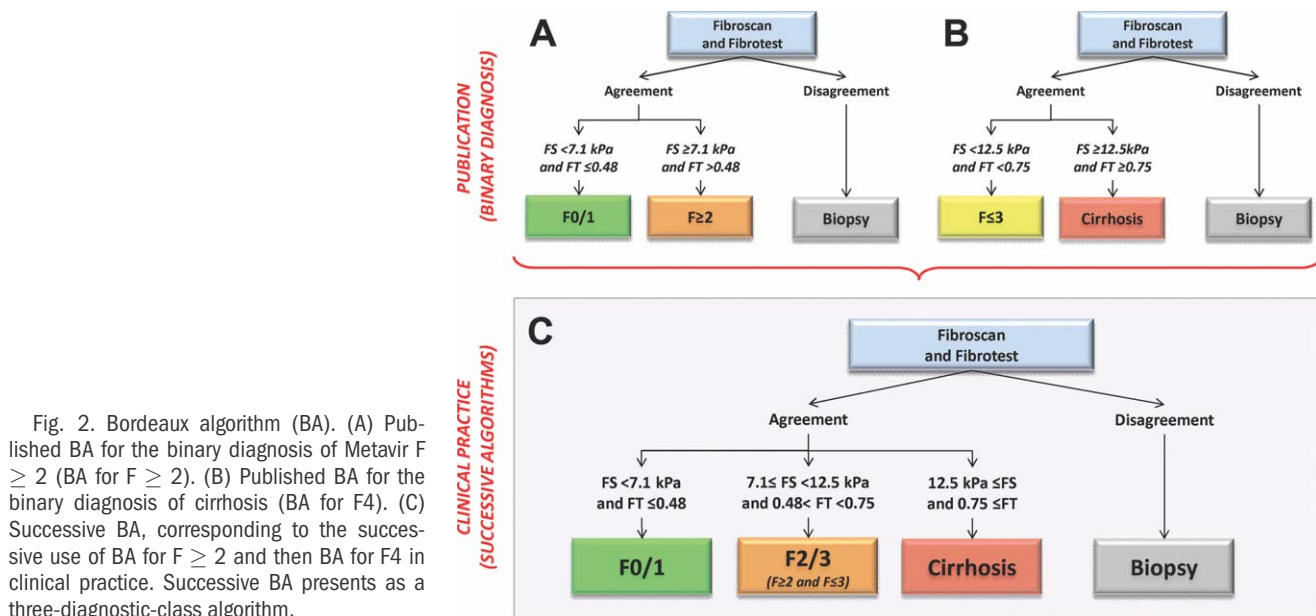 A
Fibroscan
and Fibrotest
Agreement
Disagreement
FS <7.1 kPa
and FT ≤0.48
FS ≥7.1 kPa
and FT >0.48
F0/1
F≥2
Biopsy
B
Fibroscan
and Fibrotest
Agreement
Disagreement
FS <12.5 kPa
and FT <0.75
FS ≥12.5kPa
and FT ≥0.75
F≤3
Cirrhosis
Biopsy
PUBLICATION
(BINARY DIAGNOSIS)
C
Fibroscan
and Fibrotest
Agreement
Disagreement
FS <7.1 kPa
and FT ≤0.48
7.1≤ FS <12.5 kPa
and 0.48< FT <0.75
12.5 kPa ≤FS
and 0.75 ≤FT
F0/1
F2/3
(F≥2 and F≤3)
Cirrhosis
Biopsy
CLINICAL PRACTICE
(SUCCESSIVE ALGORITHMS)
Fig. 2. Bordeaux algorithm (BA). (A) Pub-
lished BA for the binary diagnosis of Metavir F
≥ 2 (BA for F ≥ 2). (B) Published BA for the
binary diagnosis of cirrhosis (BA for F4). (C)
Successive BA, corresponding to the succes-
sive use of BA for F ≥ 2 and then BA for F4 in
clinical practice. Successive BA presents as a
three-diagnostic-class algorithm.